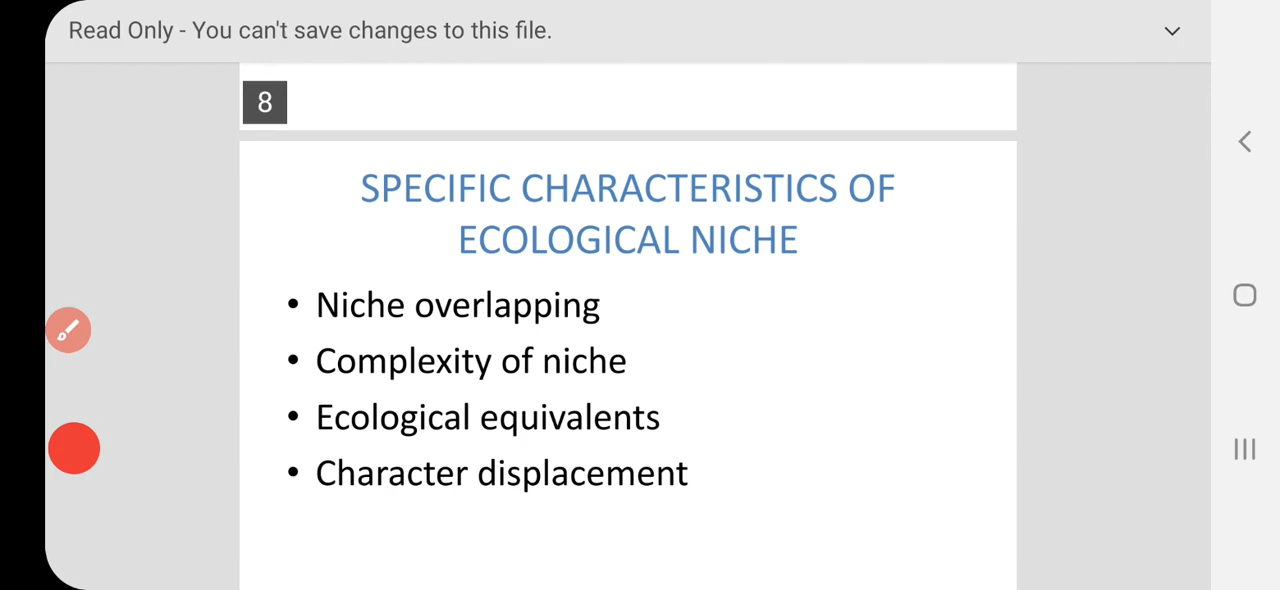 Read Only - You can't save changes to this file.
8
SPECIFIC CHARACTERISTICS OF
ECOLOGICAL NICHE
• Niche overlapping
• Complexity of niche
• Ecological equivalents
• Character displacement